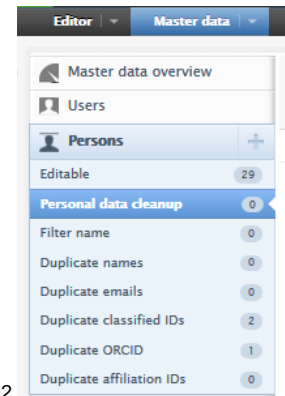 Editor Master data
Master data overview
Users
Persons
Editable 29
Personal data cleanup 0
Filter name 0
Duplicate names 0
Duplicate emails 0
Duplicate classified IDs 2
Duplicate ORCID 1
Duplicate affiliation IDs 0
2